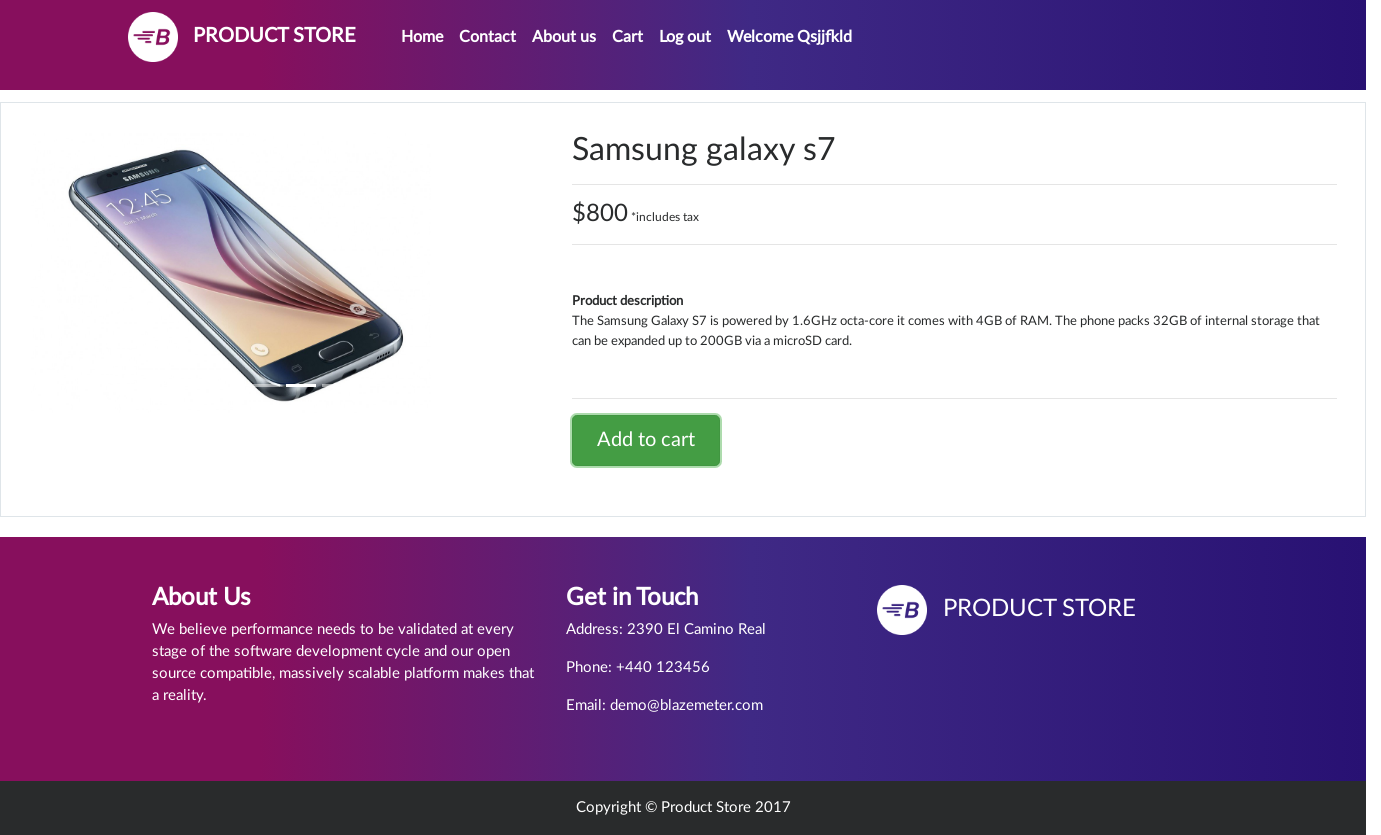 PRODUCT STORE
Home Contact About us Cart Log out Welcome Qsjjfkld
SAMSUNG
12:45
Samsung galaxy s7
$800 *includes tax
Product description
The Samsung Galaxy S7 is powered by 1.6GHz octa-core it comes with 4GB of RAM. The phone packs 32GB of internal storage that
can be expanded up to 200GB via a microSD card.
Add to cart
About Us
We believe performance needs to be validated at every
stage of the software development cycle and our open
source compatible, massively scalable platform makes that
a reality.
Get in Touch
Address: 2390 El Camino Real
Phone: +440 123456
Email: demo@blazemeter.com
B PRODUCT STORE
Copyright © Product Store 2017